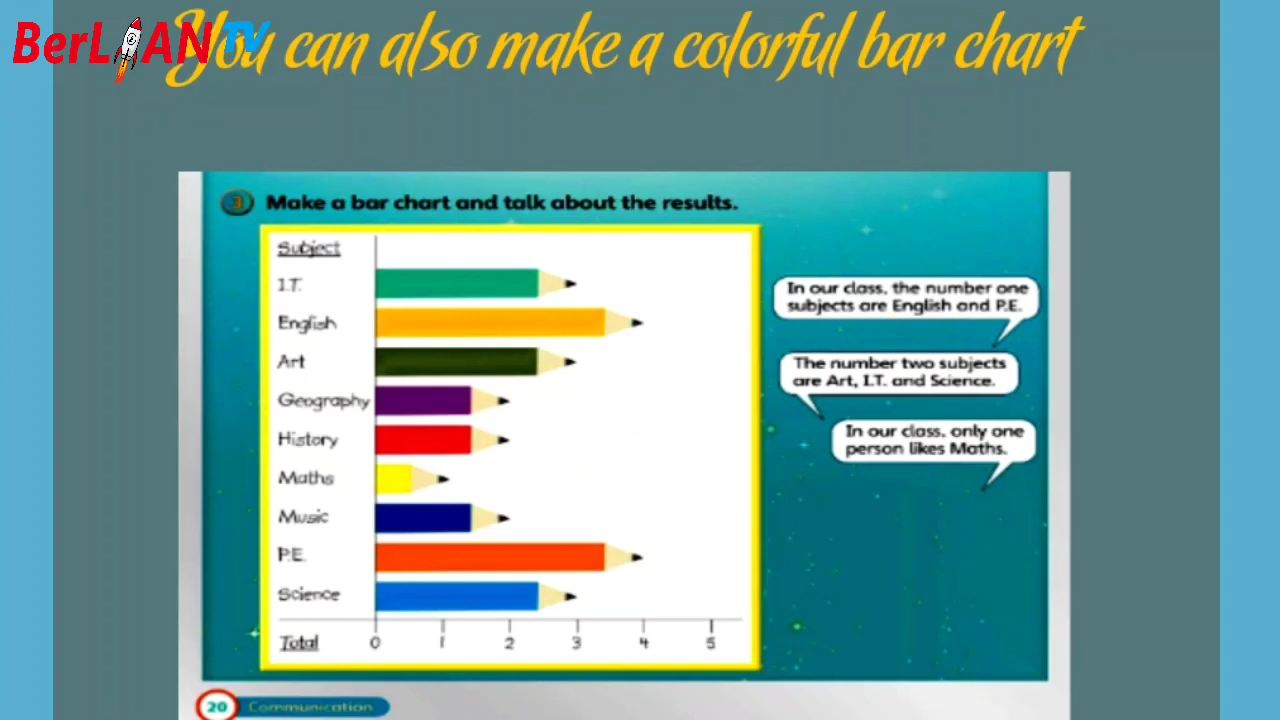 BerLiAN TV
You can also make a colorful bar chart
3 Make a bar chart and talk about the results.
Subject
I.T.
English
Art
Geography
History
Maths
Music
P.E.
Science
Total 0 1 2 3 4 5
In our class, the number one
subjects are English and P.E.
The number two subjects
are Art, I.T. and Science.
In our class, only one
person likes Maths.
20 Communication